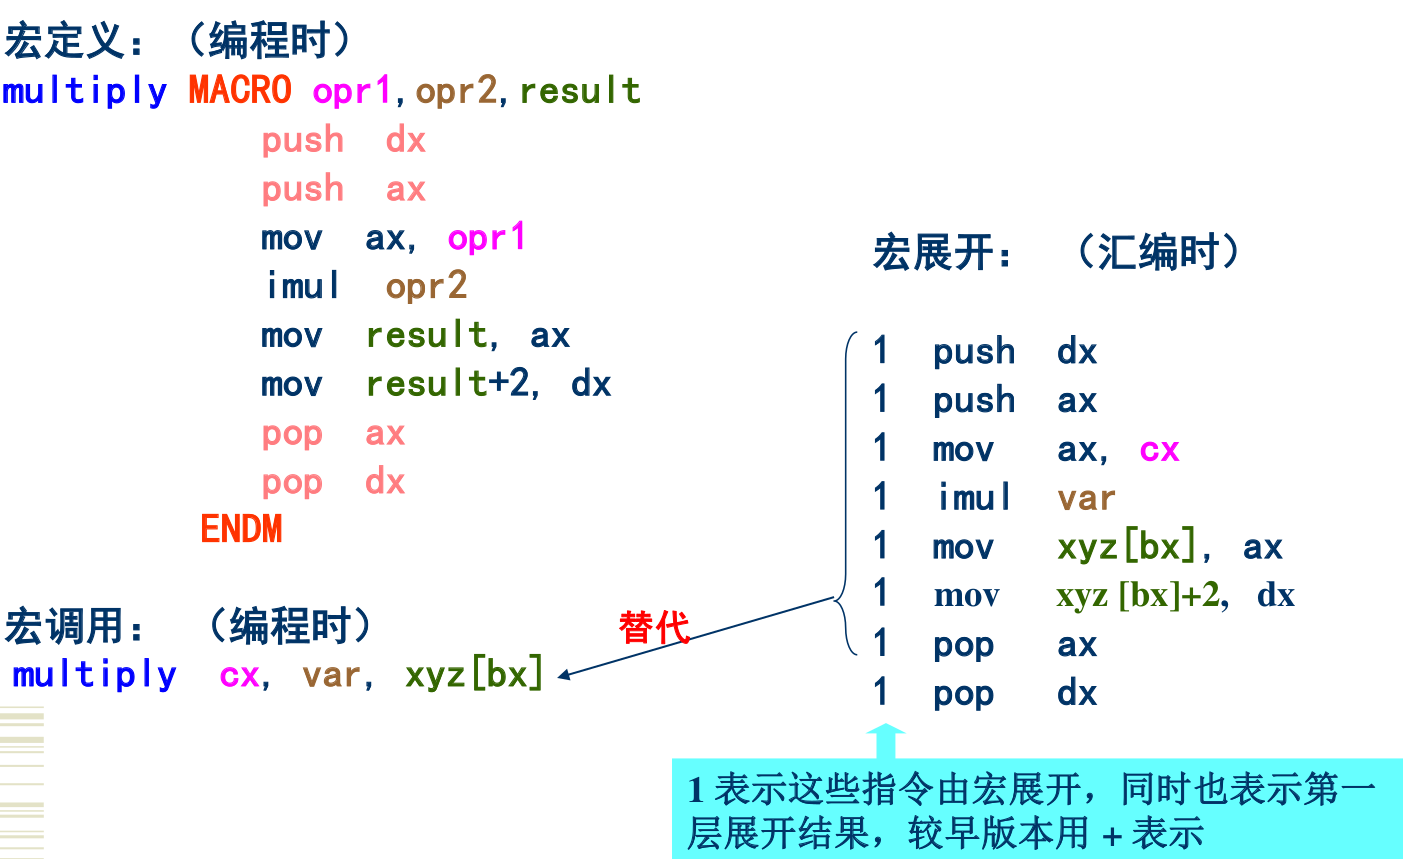 宏定义：（编程时）
multiply MACRO opr1,opr2,result
push dx
push ax
mov ax, opr1
imul opr2
mov result, ax
mov result+2, dx
pop ax
pop dx
ENDM
宏调用： （编程时）
multiply cx, var, xyz[bx]
替代
宏展开： （汇编时）
1 push dx
1 push ax
1 mov ax, cx
1 imul var
1 mov xyz[bx], ax
1 mov xyz [bx]+2, dx
1 pop ax
1 pop dx
1 表示这些指令由宏展开，同时也表示第一
层展开结果，较早版本用 + 表示